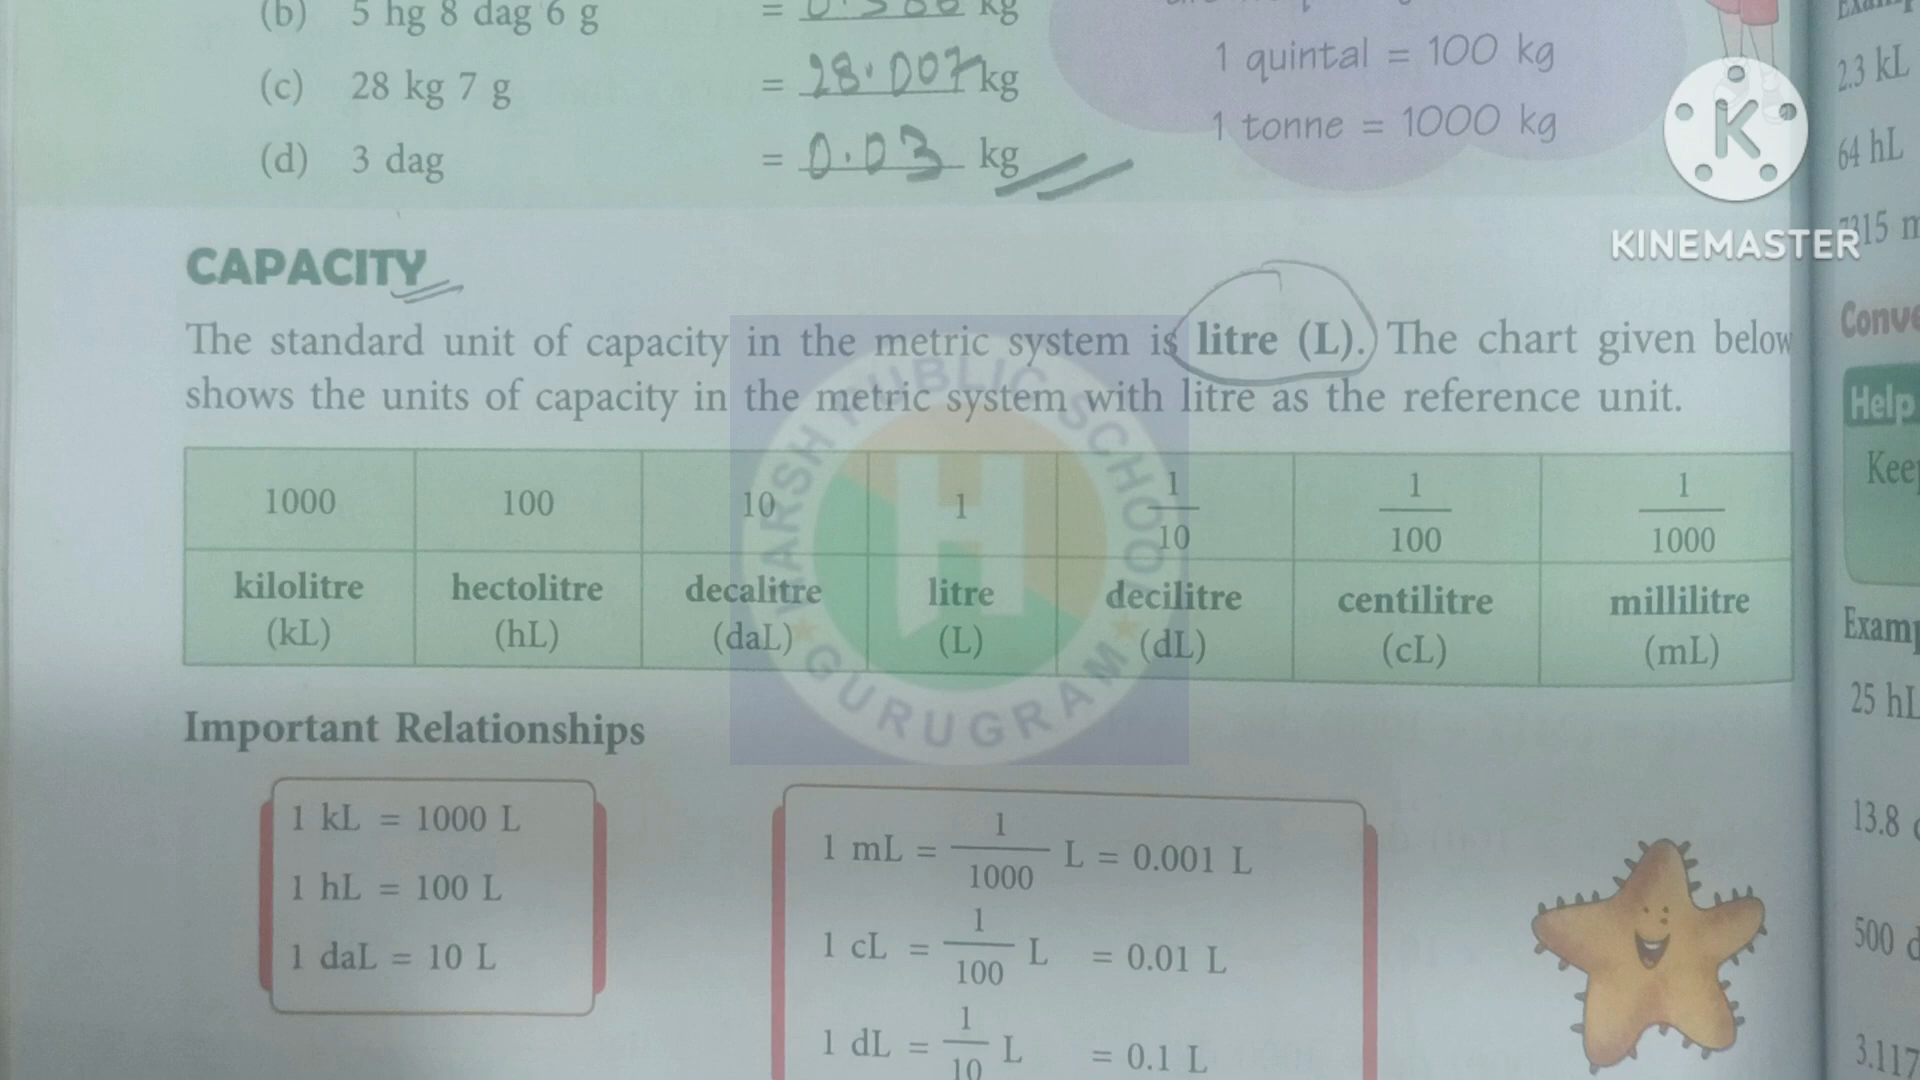 (b) 5 hg 8 dag 6 g = 0.586 kg
(c) 28 kg 7 g = 28.007 kg
(d) 3 dag = 0.03 kg
1 quintal = 100 kg
1 tonne = 1000 kg
K
KINEMASTER
CAPACITY
The standard unit of capacity in the metric system is litre (L). The chart given below
shows the units of capacity in the metric system with litre as the reference unit.
1000 100 10 1 1/10 1/100 1/1000
kilolitre hectolitre decalitre litre decilitre centilitre millilitre
(kL) (hL) (daL) (L) (dL) (cL) (mL)
HARSH PUBLIC SCHOOL
H
GURUGRAM
Important Relationships
1 kL = 1000 L
1 hL = 100 L
1 daL = 10 L
1 mL = 1/1000 L = 0.001 L
1 cL = 1/100 L = 0.01 L
1 dL = 1/10 L = 0.1 L
2.3 kL
64 hL
Help
25 hL
13.8
500 d
3.117